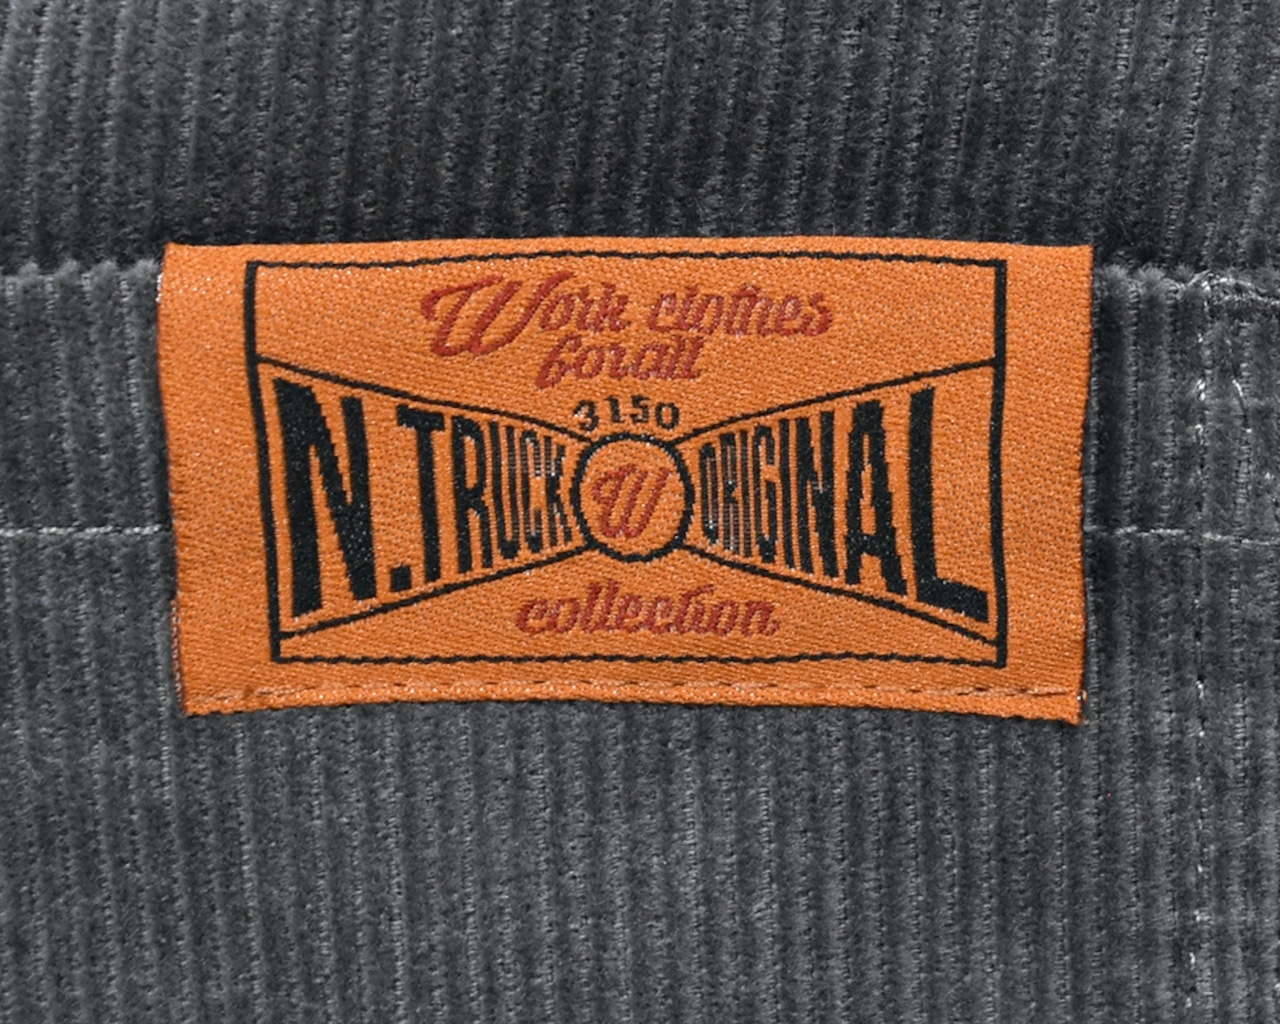 Work clothes
for all
3150
N.TRUCK W ORIGINAL
collection